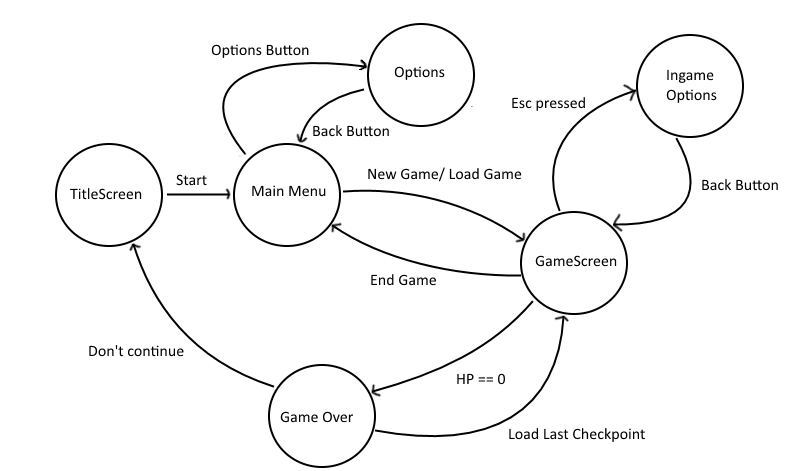 Options Button
Options
Ingame
Options
Esc pressed
Back Button
New Game/ Load Game
Start
TitleScreen
Main Menu
Back Button
GameScreen
End Game
Don't continue
HP == 0
Game Over
Load Last Checkpoint